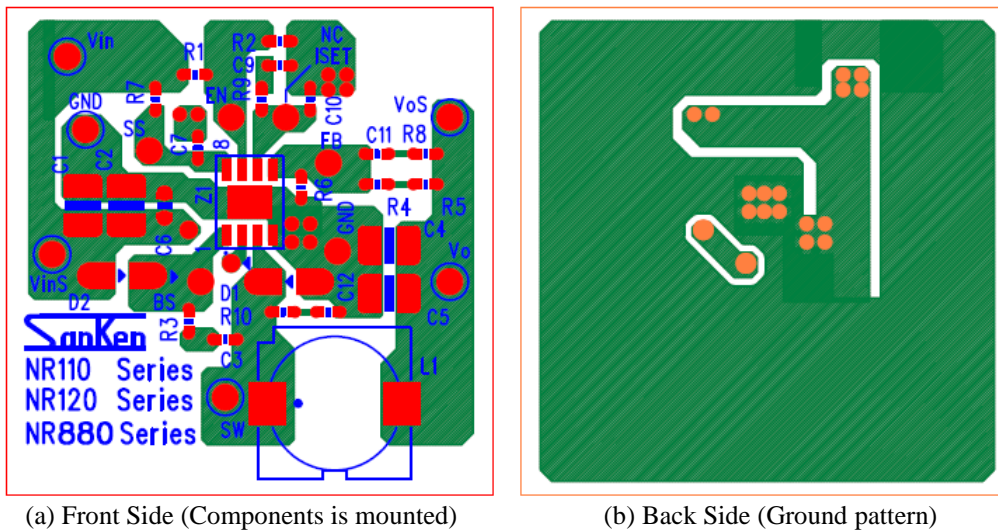 Vin
R1
R2
NC
ISET
C9
R7
EN
R9
C10
VoS
GND
SS
C7
8
FB
C11
R8
C1
C2
Z1
R6
R4
R5
GND
C4
C6
1
Vo
VinS
D2
BS
D1
C12
C5
R3
R10
C3
L1
SanKen
NR110 Series
NR120 Series
NR880 Series
SW
(a) Front Side (Components is mounted)
(b) Back Side (Ground pattern)